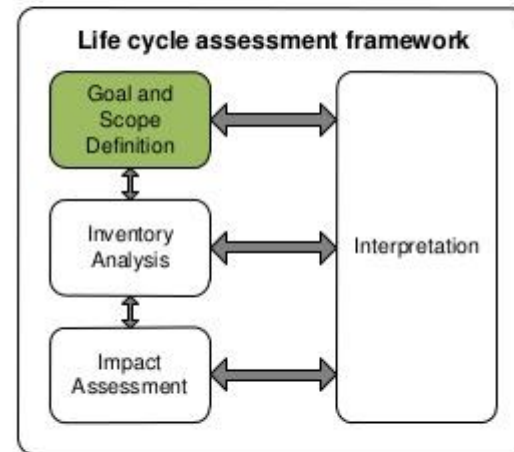 Life cycle assessment framework
Goal and
Scope
Definition
Inventory
Analysis
Interpretation
Impact
Assessment